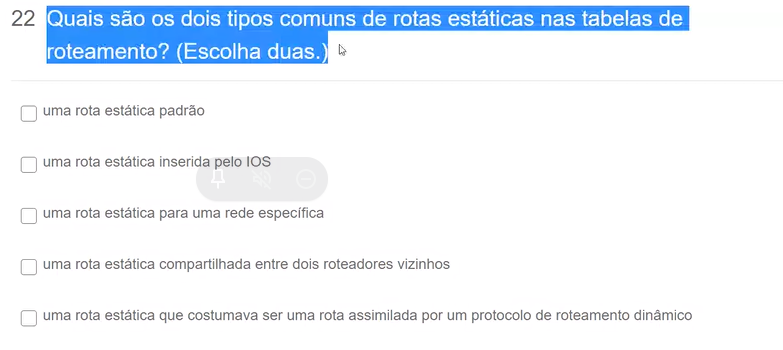 22 Quais são os dois tipos comuns de rotas estáticas nas tabelas de
roteamento? (Escolha duas.)
uma rota estática padrão
uma rota estática inserida pelo IOS
uma rota estática para uma rede específica
uma rota estática compartilhada entre dois roteadores vizinhos
uma rota estática que costumava ser uma rota assimilada por um protocolo de roteamento dinâmico